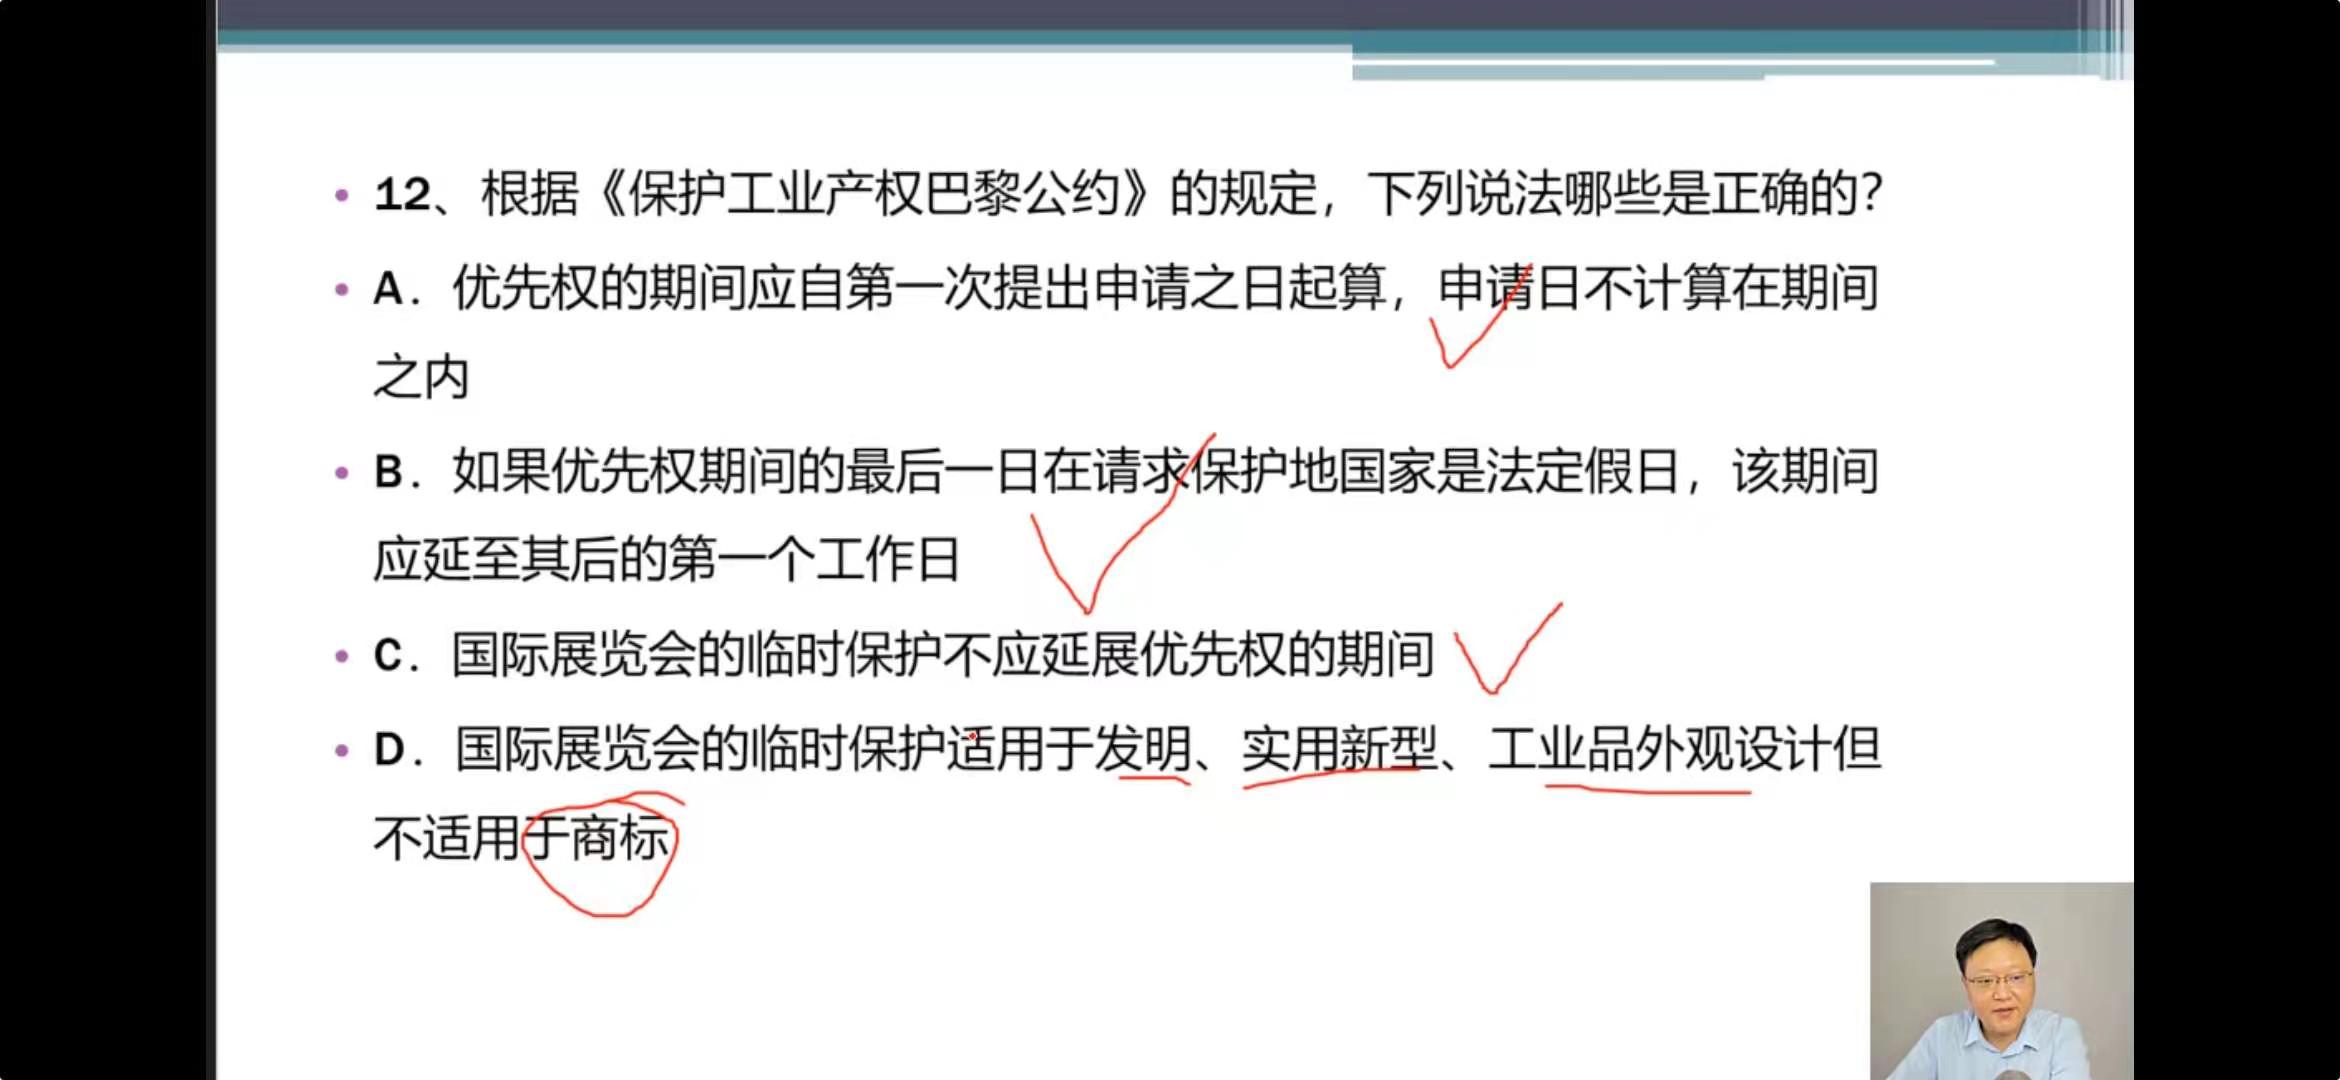 12、根据《保护工业产权巴黎公约》的规定，下列说法哪些是正确的？
A．优先权的期间应自第一次提出申请之日起算，申请日不计算在期间
之内
B．如果优先权期间的最后一日在请求保护地国家是法定假日，该期间
应延至其后的第一个工作日
C．国际展览会的临时保护不应延展优先权的期间
D．国际展览会的临时保护适用于发明、实用新型、工业品外观设计但
不适用于商标